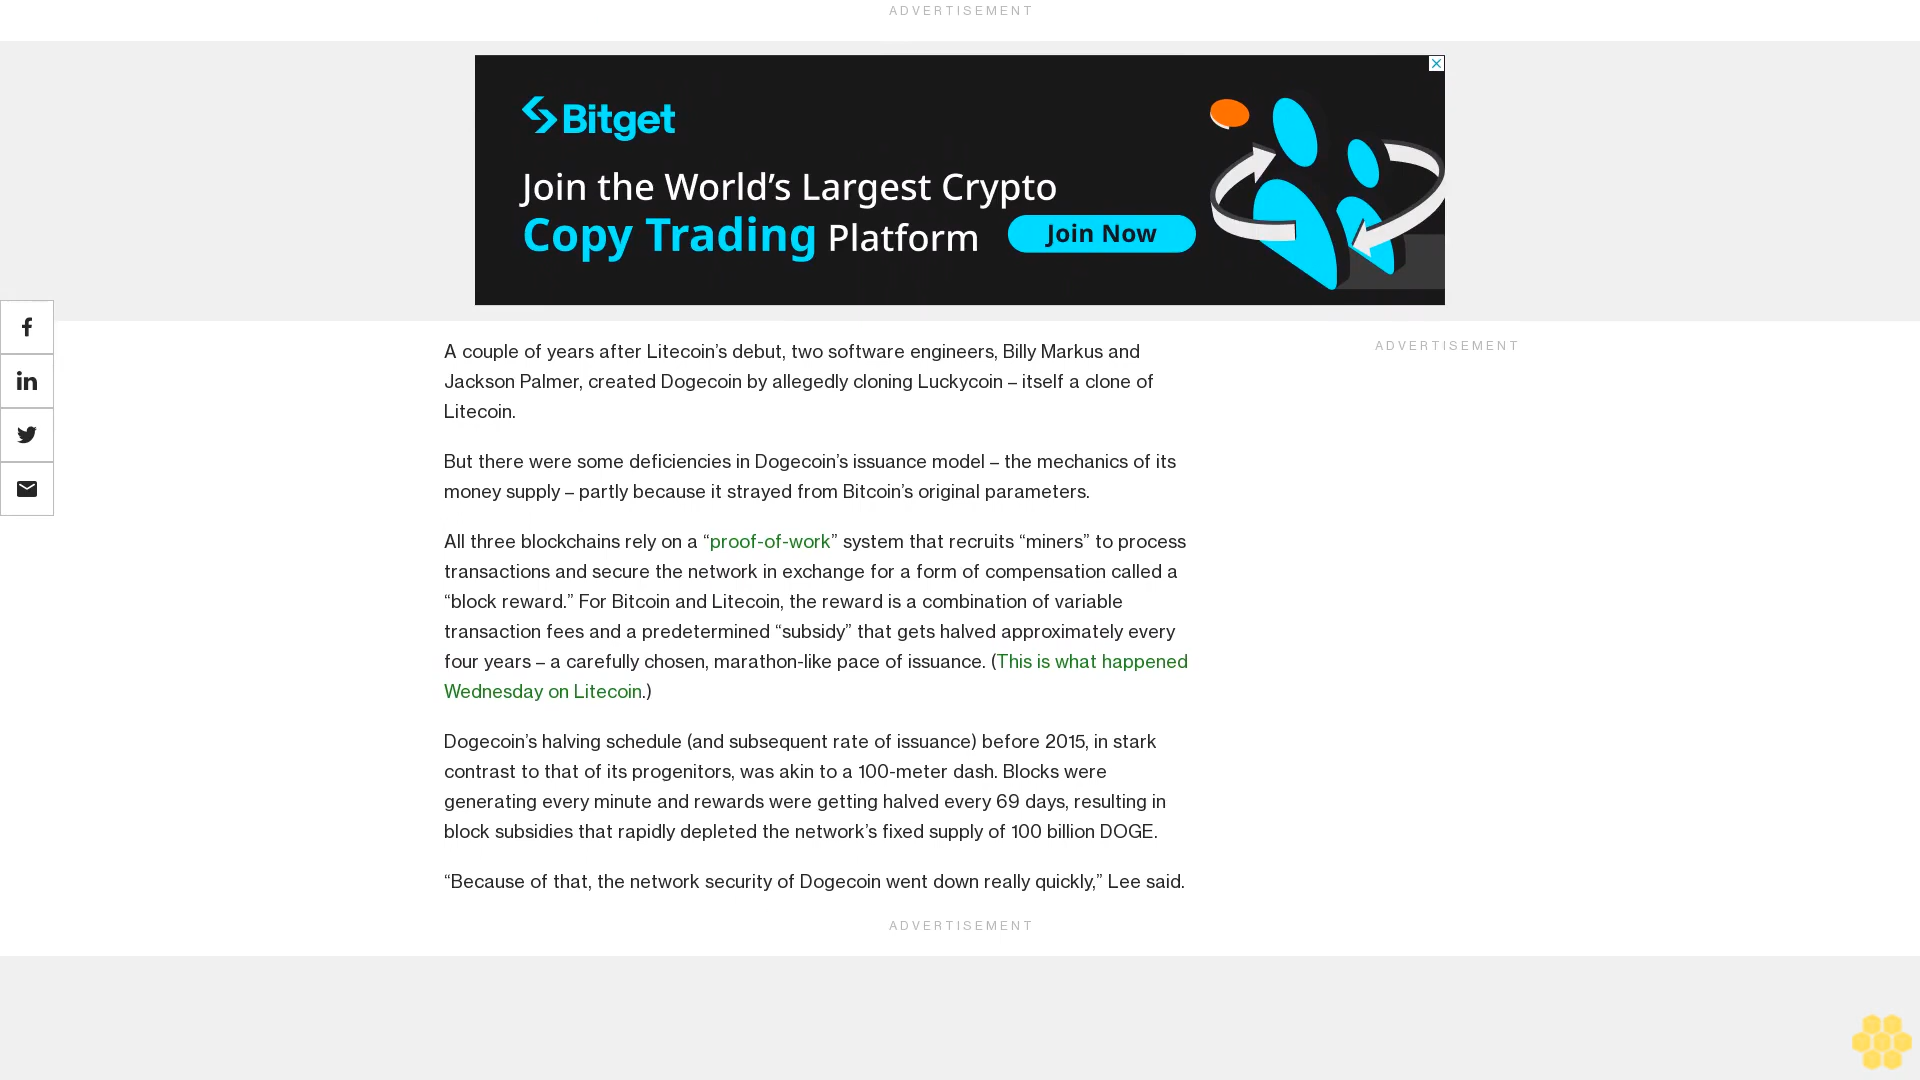 ADVERTISEMENT
Bitget
Join the World’s Largest Crypto
Copy Trading Platform
Join Now
A couple of years after Litecoin’s debut, two software engineers, Billy Markus and
Jackson Palmer, created Dogecoin by allegedly cloning Luckycoin – itself a clone of
Litecoin.
But there were some deficiencies in Dogecoin’s issuance model – the mechanics of its
money supply – partly because it strayed from Bitcoin’s original parameters.
All three blockchains rely on a “proof-of-work” system that recruits “miners” to process
transactions and secure the network in exchange for a form of compensation called a
“block reward.” For Bitcoin and Litecoin, the reward is a combination of variable
transaction fees and a predetermined “subsidy” that gets halved approximately every
four years – a carefully chosen, marathon-like pace of issuance. (This is what happened
Wednesday on Litecoin.)
Dogecoin’s halving schedule (and subsequent rate of issuance) before 2015, in stark
contrast to that of its progenitors, was akin to a 100-meter dash. Blocks were
generating every minute and rewards were getting halved every 69 days, resulting in
block subsidies that rapidly depleted the network’s fixed supply of 100 billion DOGE.
“Because of that, the network security of Dogecoin went down really quickly,” Lee said.
ADVERTISEMENT
ADVERTISEMENT